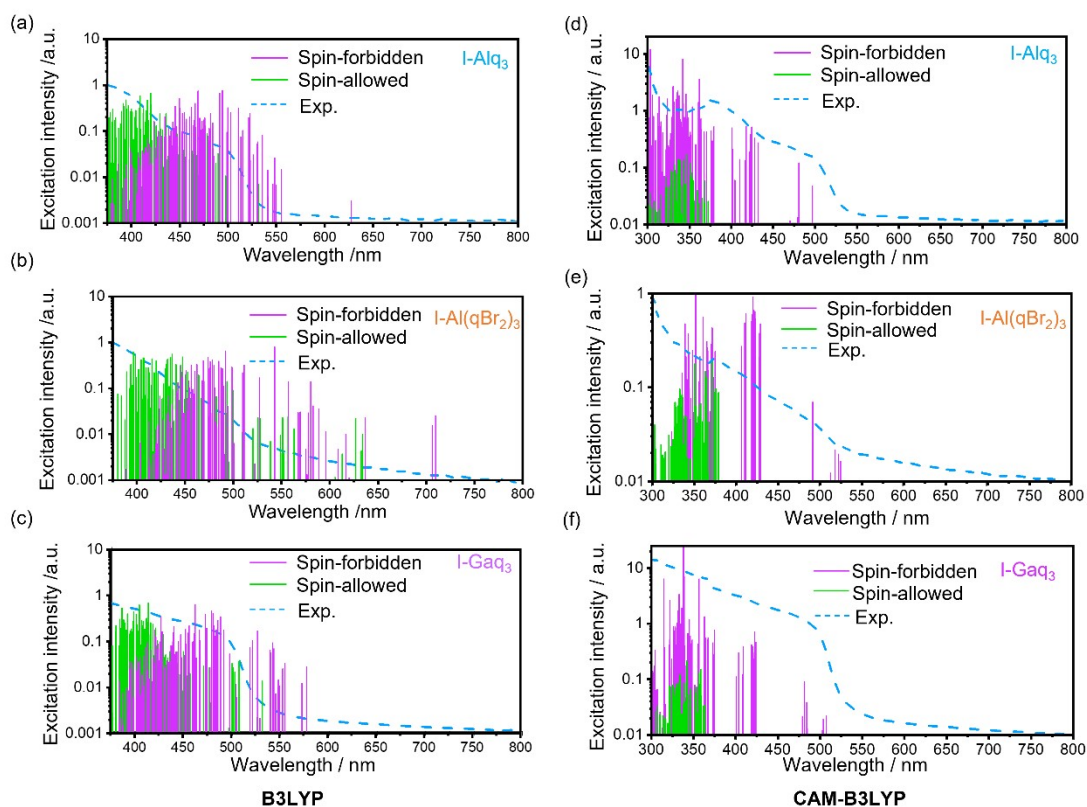 (a)
Excitation intensity /a.u.
10
1
0.1
0.01
0.001
Spin-forbidden
Spin-allowed
Exp.
I-Alq3
400 450 500 550 600 650 700 750 800
Wavelength /nm
(b)
Excitation intensity /a.u.
10
1
0.1
0.01
0.001
Spin-forbidden
Spin-allowed
Exp.
I-Al(qBr2)3
400 450 500 550 600 650 700 750 800
Wavelength /nm
(c)
Excitation intensity /a.u.
10
1
0.1
0.01
0.001
Spin-forbidden
Spin-allowed
Exp.
I-Gaq3
400 450 500 550 600 650 700 750 800
Wavelength / nm
B3LYP
(d)
Excitation intensity / a.u.
10
1
0.1
0.01
Spin-forbidden
Spin-allowed
Exp.
I-Alq3
300 350 400 450 500 550 600 650 700 750 800
Wavelength / nm
(e)
Excitation intensity / a.u.
1
0.1
0.01
Spin-forbidden
Spin-allowed
Exp.
I-Al(qBr2)3
300 350 400 450 500 550 600 650 700 750 800
Wavelength / nm
(f)
Excitation intensity / a.u.
10
1
0.1
0.01
Spin-forbidden
Spin-allowed
Exp.
I-Gaq3
300 350 400 450 500 550 600 650 700 750 800
Wavelength / nm
CAM-B3LYP